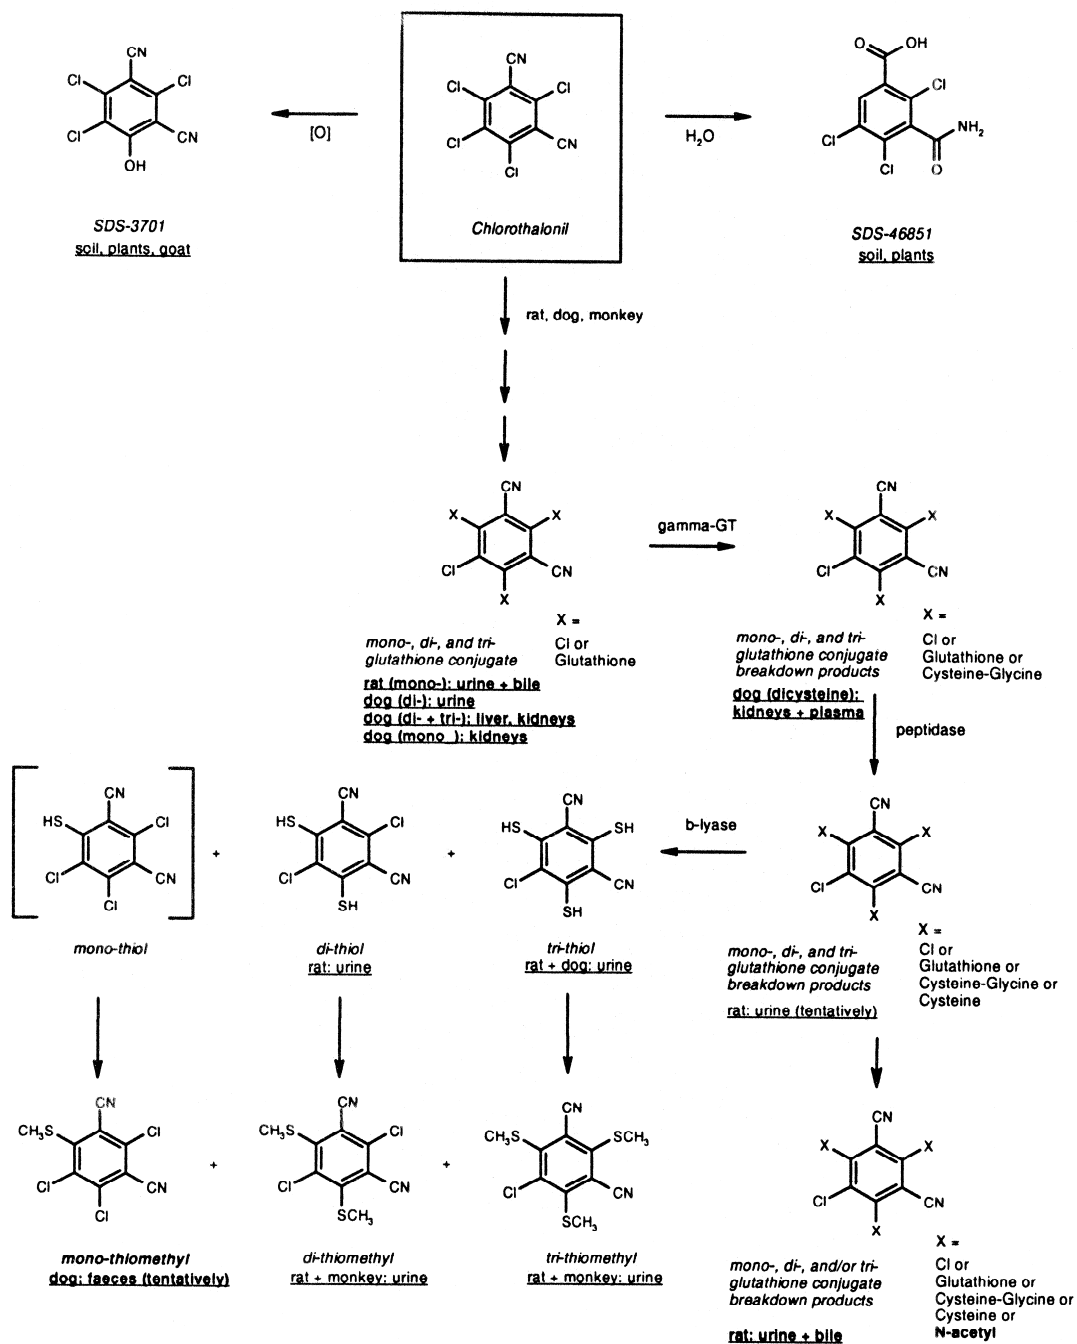 CN
Cl
Cl
Cl
CN
OH
SDS-3701
soil, plants, goat
[O]
CN
Cl
Cl
Cl
CN
Cl
Chlorothalonil
H2O
O
OH
Cl
Cl
NH2
Cl
O
SDS-46851
soil, plants
rat, dog, monkey
CN
X
X
Cl
CN
X
X =
mono-, di-, and tri-
glutathione conjugate
Cl or
Glutathione
rat (mono-): urine + bile
dog (di-): urine
dog (di- + tri-): liver, kidneys
dog (mono_): kidneys
gamma-GT
CN
X
X
Cl
CN
X
X =
mono-, di-, and tri-
glutathione conjugate
breakdown products
Cl or
Glutathione or
Cysteine-Glycine
dog (dicysteine):
kidneys + plasma
peptidase
CN
HS
Cl
Cl
CN
Cl
mono-thiol
+
CN
HS
Cl
Cl
CN
SH
di-thiol
rat: urine
+
CN
HS
SH
Cl
CN
SH
tri-thiol
rat + dog: urine
b-lyase
CN
X
X
Cl
CN
X
X =
mono-, di-, and tri-
glutathione conjugate
breakdown products
Cl or
Glutathione or
Cysteine-Glycine or
Cysteine
rat: urine (tentatively)
CN
CH3S
Cl
Cl
CN
Cl
mono-thiomethyl
dog: faeces (tentatively)
+
CN
CH3S
Cl
Cl
CN
SCH3
di-thiomethyl
rat + monkey: urine
+
CN
CH3S
SCH3
Cl
CN
SCH3
tri-thiomethyl
rat + monkey: urine
CN
X
X
Cl
CN
X
X =
mono-, di-, and/or tri-
glutathione conjugate
breakdown products
Cl or
Glutathione or
Cysteine-Glycine or
Cysteine or
N-acetyl
rat: urine + bile